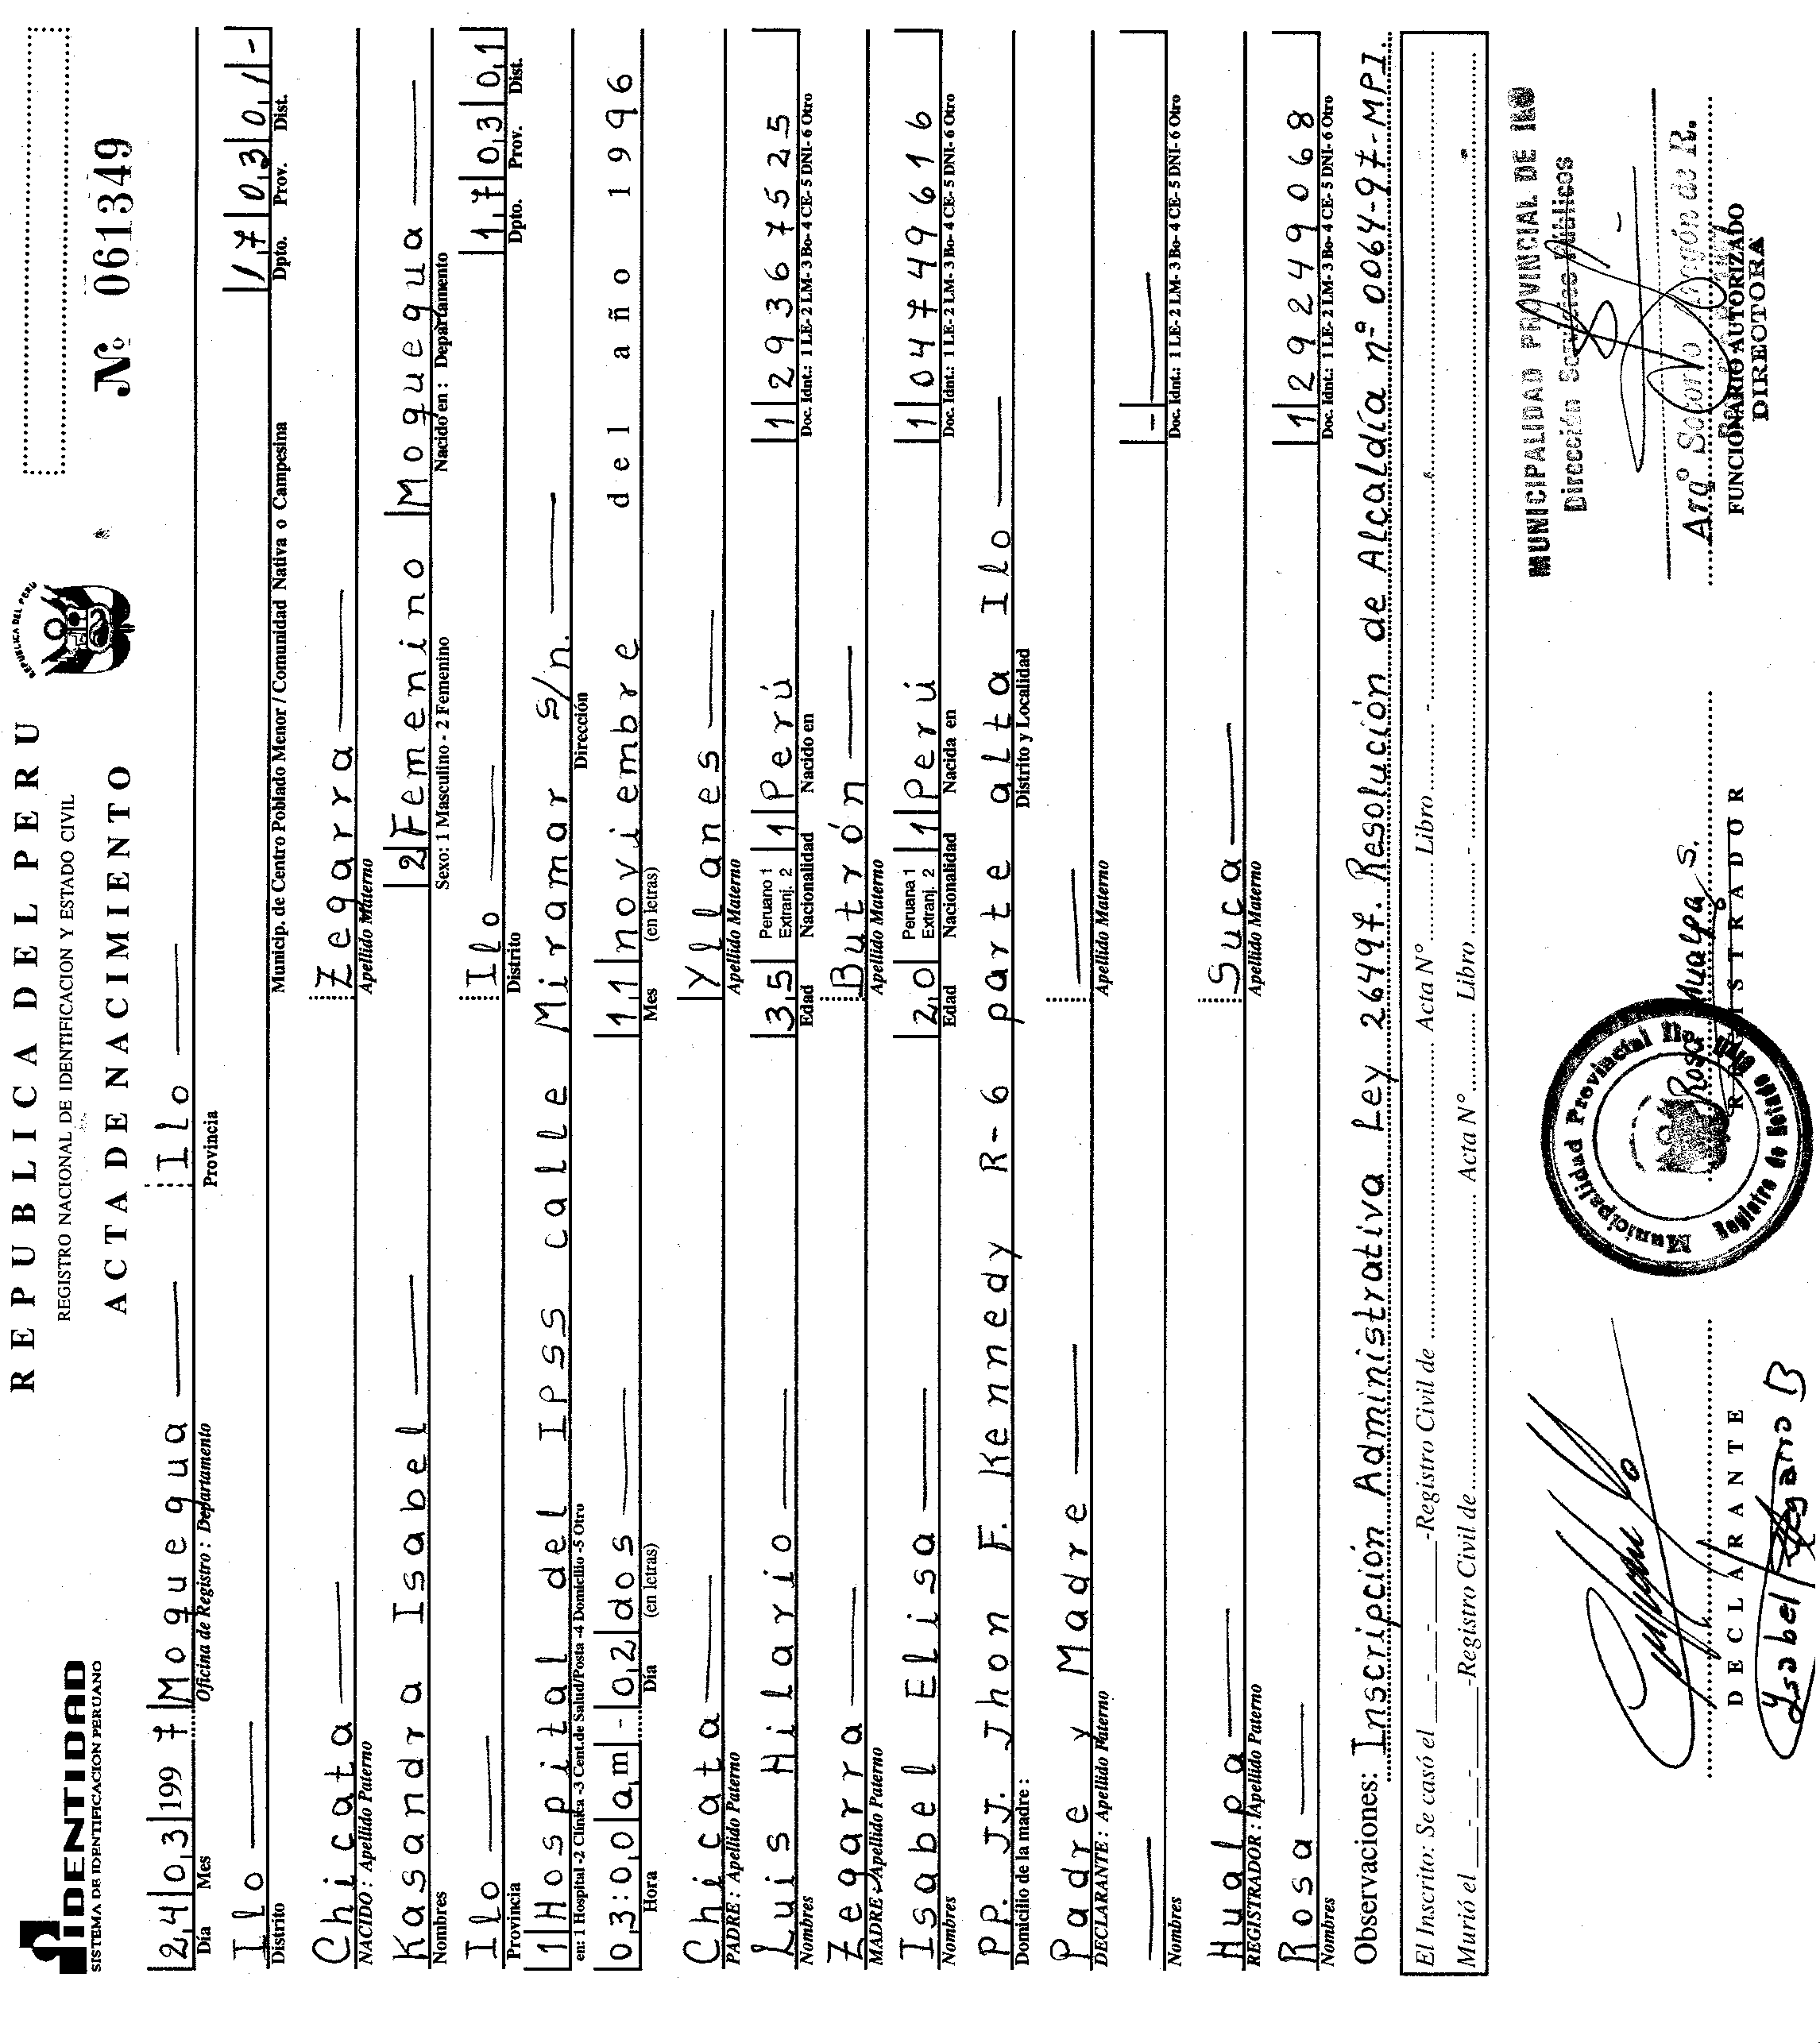 IDENTIDAD
SISTEMA DE IDENTIFICACION PERUANO
REPUBLICA DEL PERU
REGISTRO NACIONAL DE IDENTIFICACION Y ESTADO CIVIL
ACTA DE NACIMIENTO
REPUBLICA DEL PERU
Nº 061349
24 03 1997 Moquegua Ilo
Día Mes Oficina de Registro : Departamento Provincia
Ilo 17 03 01 -
Distrito Municip. de Centro Poblado Menor / Comunidad Nativa o Campesina Dpto. Prov. Dist.
Chicata Zegarra
NACIDO : Apellido Paterno Apellido Materno
Kasandra Isabel 2 Femenino Moquegua
Nombres Sexo: 1 Masculino - 2 Femenino Nacido en : Departamento
Ilo Ilo 17 03 01
Provincia Distrito Dpto. Prov. Dist.
1 Hospital del IPSS calle Miramar s/n.
en: 1 Hospital -2 Clínica -3 Cent.de Salud/Posta -4 Domicilio -5 Otro Dirección
03:00 am - 02 dos 11 noviembre del año 1996
Hora Día (en letras) Mes (en letras)
Chicata Yllanes
PADRE : Apellido Paterno Apellido Materno
Luis Hilario 35 Peruano 1 Extranj. 2 1 Perú 1 29367525
Nombres Edad Nacionalidad Nacido en Doc. Idnt.: 1 LE- 2 LM- 3 Bo- 4 CE- 5 DNI- 6 Otro
Zegarra Butrón
MADRE : Apellido Paterno Apellido Materno
Isabel Elisa 20 Peruana 1 Extranj. 2 1 Perú 1 04749616
Nombres Edad Nacionalidad Nacida en Doc. Idnt.: 1 LE- 2 LM- 3 Bo- 4 CE- 5 DNI- 6 Otro
PP. JJ. Jhon F. Kennedy R-6 parte alta Ilo
Domicilio de la madre : Distrito y Localidad
Padre y Madre
DECLARANTE : Apellido Paterno Apellido Materno
-
Nombres Doc. Idnt.: 1 LE- 2 LM- 3 Bo- 4 CE- 5 DNI- 6 Otro
Hualpa Suca
REGISTRADOR : Apellido Paterno Apellido Materno
Rosa 1 29249068
Nombres Doc. Idnt.: 1 LE- 2 LM- 3 Bo- 4 CE- 5 DNI- 6 Otro
Observaciones: Inscripción Administrativa Ley 26497. Resolución de Alcaldía nº 0064-97-MPI.
El Inscrito: Se casó el - - -Registro Civil de Acta Nº Libro -
Murió el - - -Registro Civil de Acta Nº Libro -
MUNICIPALIDAD PROVINCIAL DE ILO
Dirección Servicios Públicos
Municipalidad Provincial Ilo
Registro de Estado Civil
Rosa Hualpa S.
DECLARANTE
REGISTRADOR
FUNCIONARIO AUTORIZADO
DIRECTORA
Isabel Zegarra B